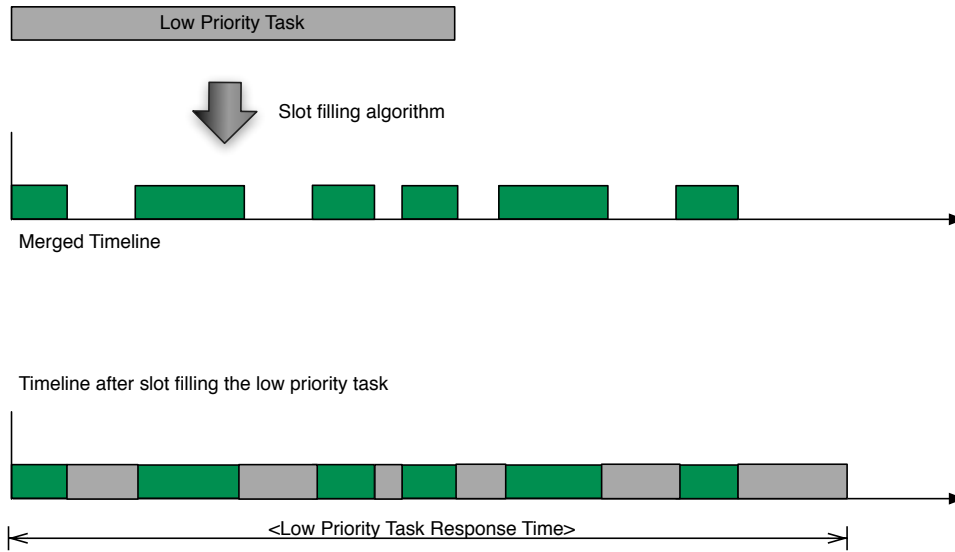 Low Priority Task
Slot filling algorithm
Merged Timeline
Timeline after slot filling the low priority task
<Low Priority Task Response Time>